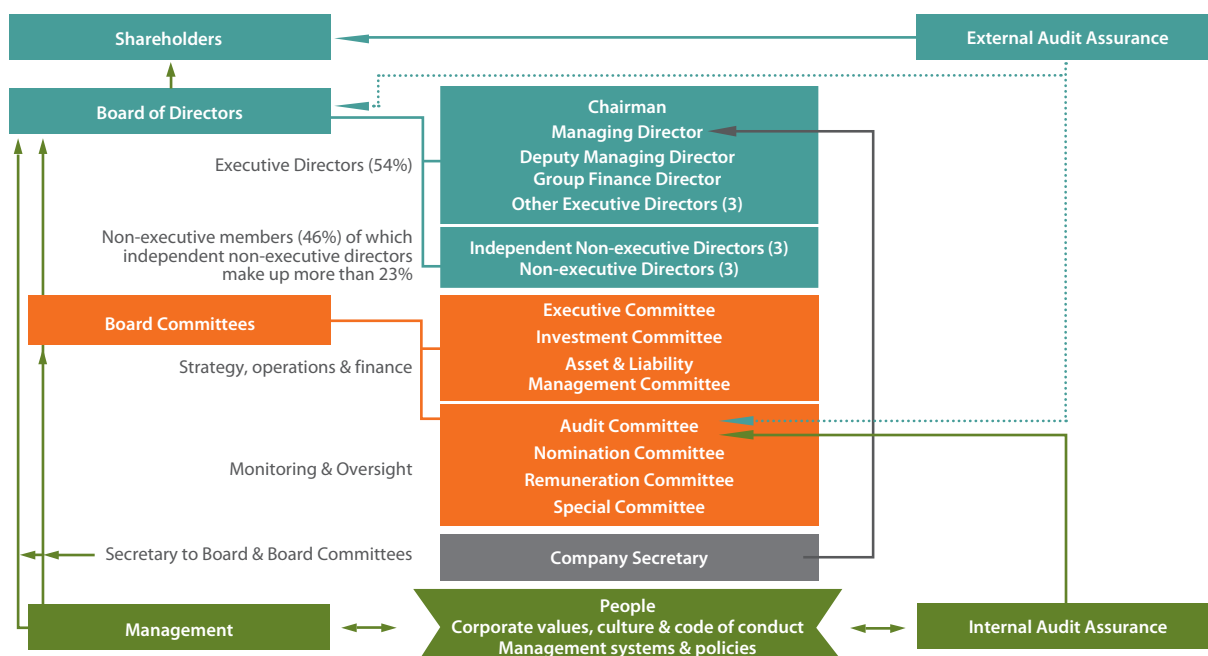 Shareholders
External Audit Assurance
Board of Directors
Chairman
Managing Director
Deputy Managing Director
Group Finance Director
Other Executive Directors (3)
Executive Directors (54%)
Non-executive members (46%) of which
independent non-executive directors
make up more than 23%
Independent Non-executive Directors (3)
Non-executive Directors (3)
Board Committees
Executive Committee
Investment Committee
Asset & Liability
Management Committee
Strategy, operations & finance
Audit Committee
Nomination Committee
Remuneration Committee
Special Committee
Monitoring & Oversight
Secretary to Board & Board Committees
Company Secretary
Management
People
Corporate values, culture & code of conduct
Management systems & policies
Internal Audit Assurance